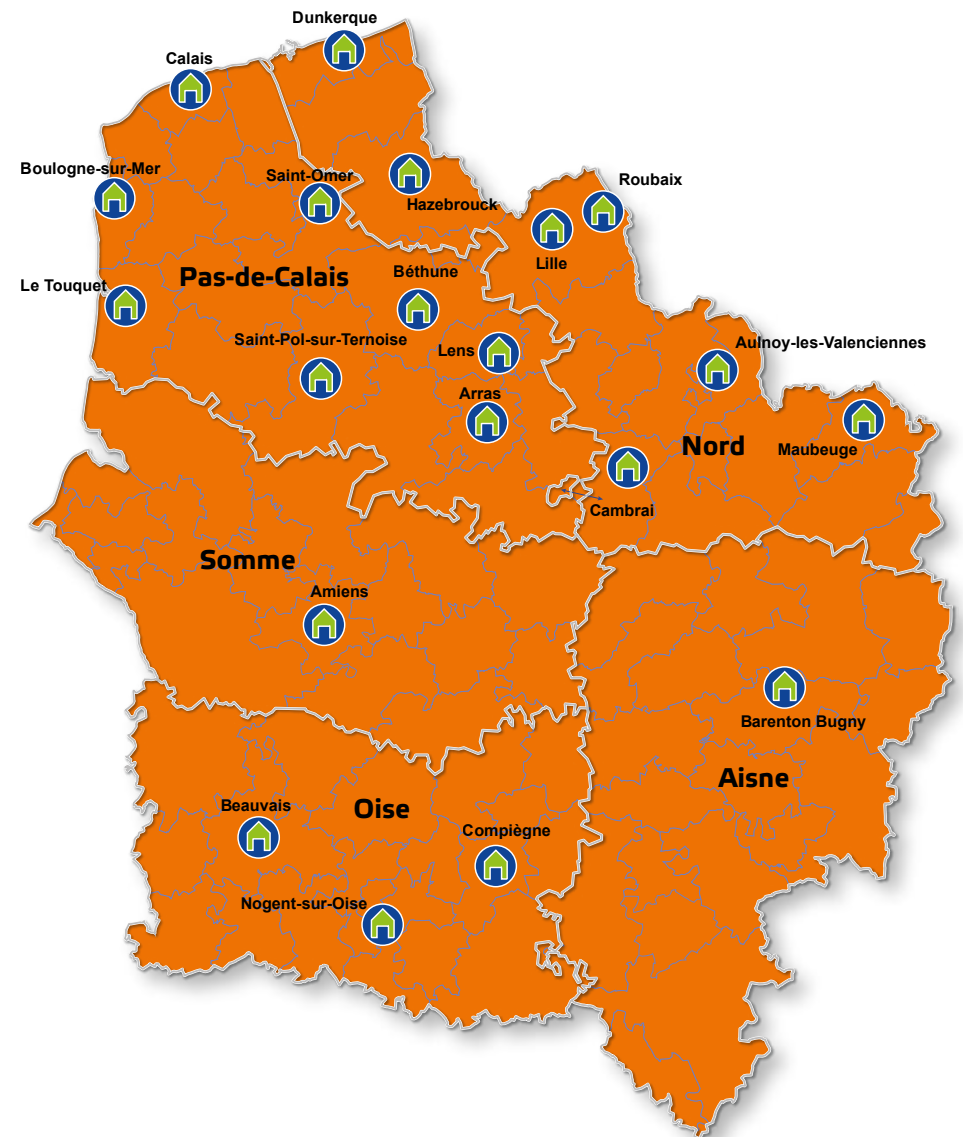 Dunkerque
Calais
Boulogne-sur-Mer
Saint-Omer
Roubaix
Hazebrouck
Lille
Pas-de-Calais
Béthune
Le Touquet
Saint-Pol-sur-Ternoise
Lens
Aulnoy-les-Valenciennes
Arras
Nord
Maubeuge
Cambrai
Somme
Amiens
Barenton Bugny
Aisne
Beauvais
Oise
Compiègne
Nogent-sur-Oise